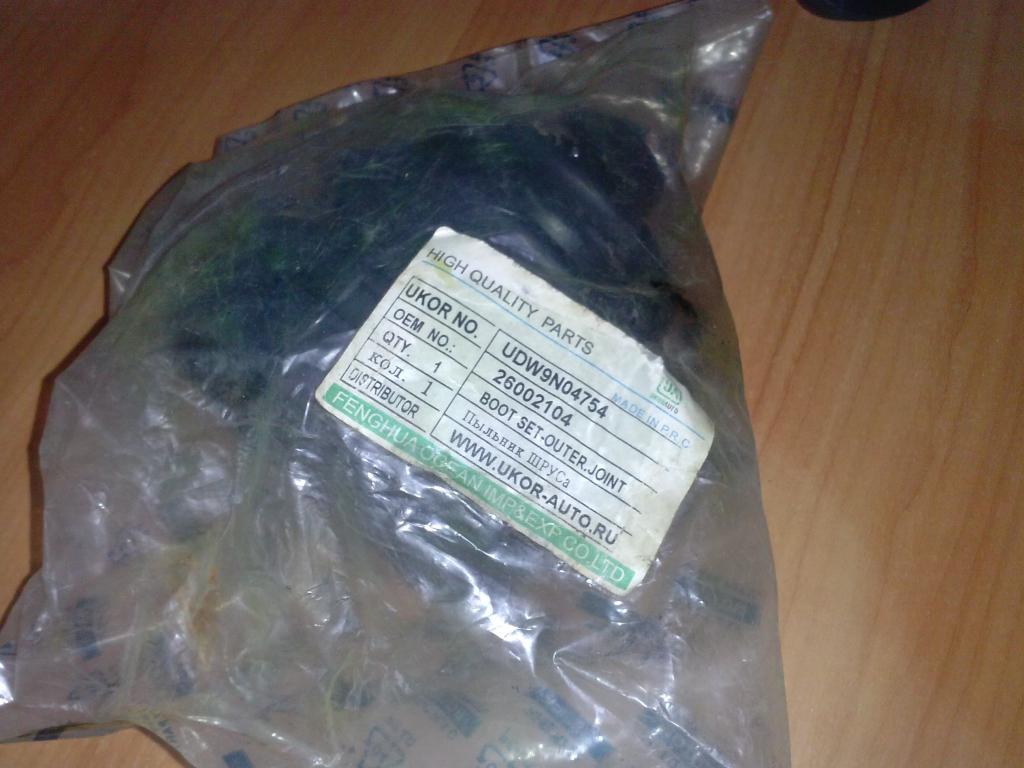 HIGH QUALITY PARTS
MADE IN P.R.C
UKOR NO. UDW9N04754
OEM NO.: 26002104
QTY. 1 BOOT SET-OUTER.JOINT
кол. 1 Пыльник ШРУСа
DISTRIBUTOR WWW.UKOR-AUTO.RU
FENGHUA OCEAN IMP&EXP CO.LTD